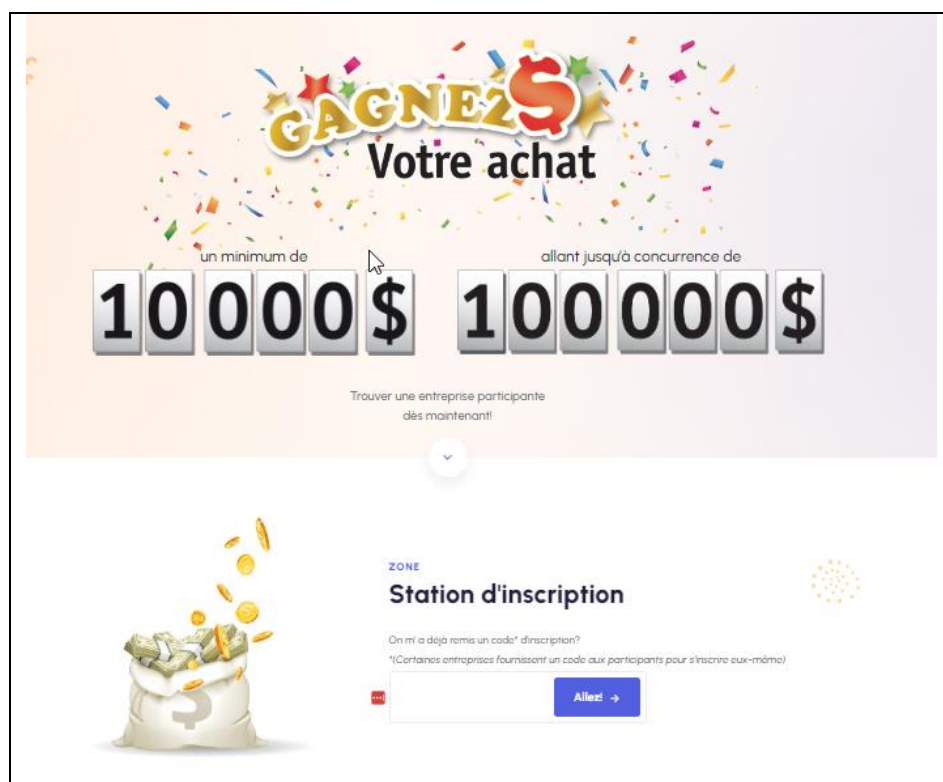 GAGNEZ$
Votre achat
un minimum de
allant jusqu'à concurrence de
10 000$
100 000$
Trouver une entreprise participante
dès maintenant!
ZONE
Station d'inscription
On m'a déjà remis un code* d'inscription?
*(Certaines entreprises fournissent un code aux participants pour s'inscrire eux-même)
Allez! →
$